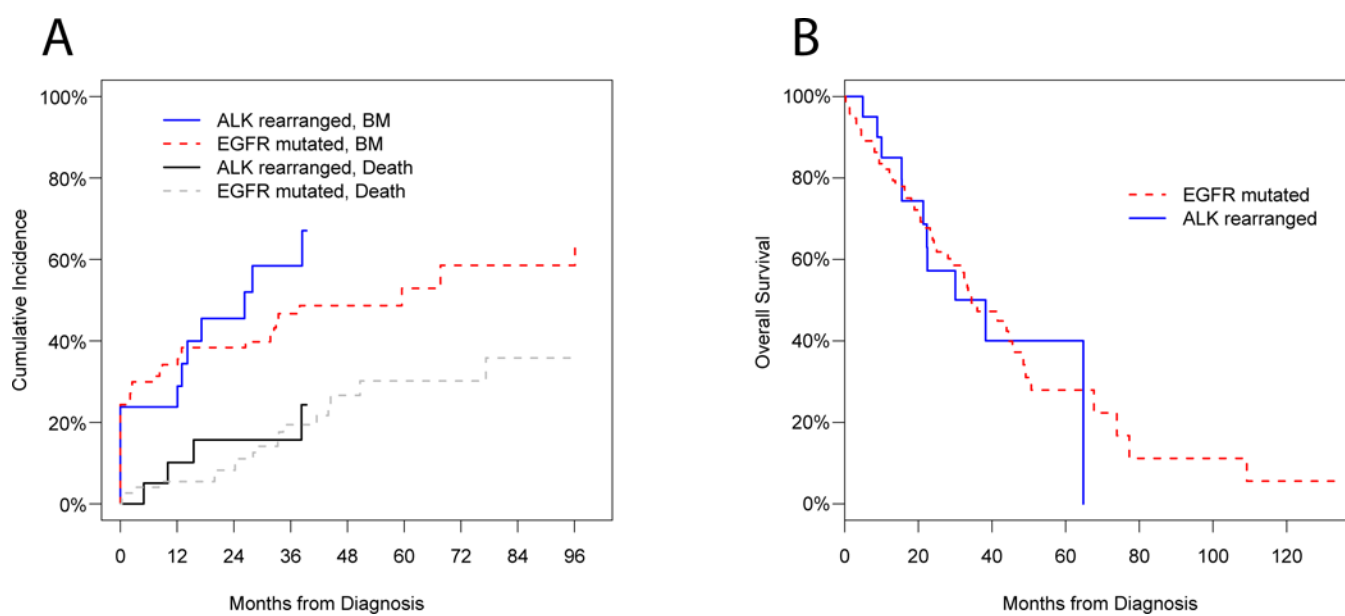 A
100%
80%
60%
40%
20%
0%
Cumulative Incidence
ALK rearranged, BM
EGFR mutated, BM
ALK rearranged, Death
EGFR mutated, Death
0 12 24 36 48 60 72 84 96
Months from Diagnosis
B
100%
80%
60%
40%
20%
0%
Overall Survival
EGFR mutated
ALK rearranged
0 20 40 60 80 100 120
Months from Diagnosis